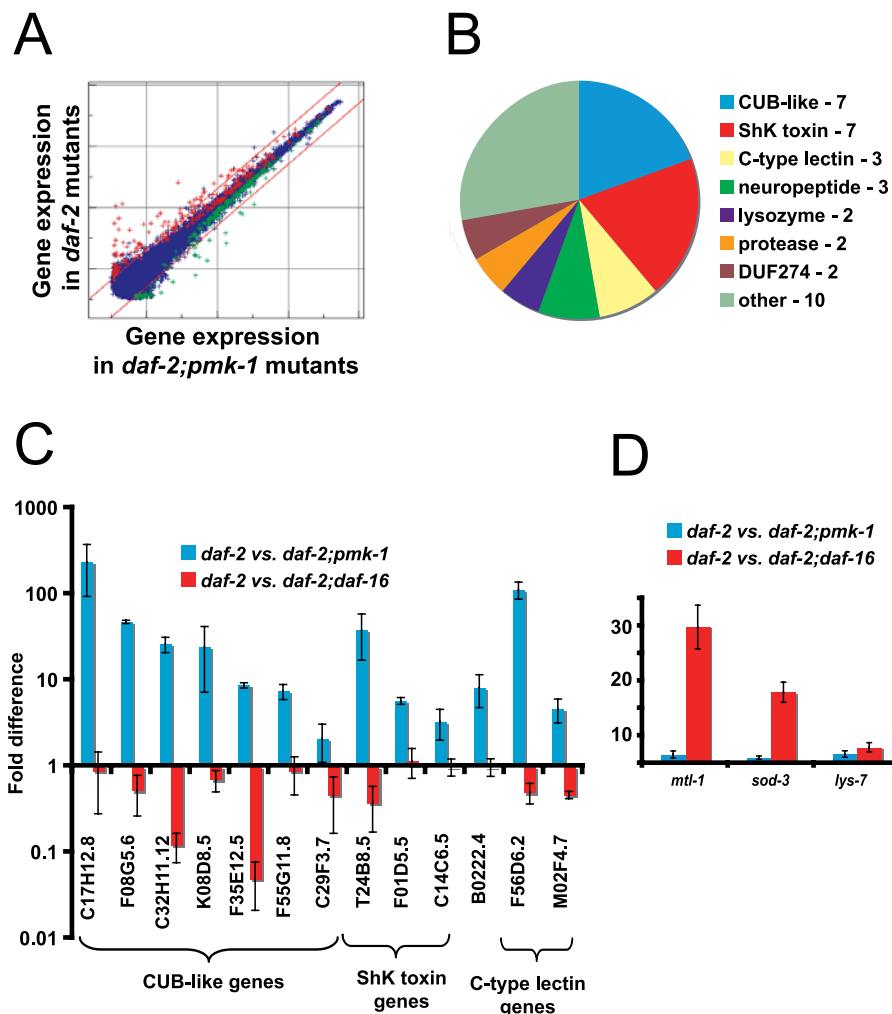 A
Gene expression
in daf-2 mutants
Gene expression
in daf-2;pmk-1 mutants
B
CUB-like - 7
ShK toxin - 7
C-type lectin - 3
neuropeptide - 3
lysozyme - 2
protease - 2
DUF274 - 2
other - 10
C
Fold difference
1000
100
10
1
0.1
0.01
daf-2 vs. daf-2;pmk-1
daf-2 vs. daf-2;daf-16
C17H12.8
F08G5.6
C32H11.12
K08D8.5
F35E12.5
F55G11.8
C29F3.7
T24B8.5
F01D5.5
C14C6.5
B0222.4
F56D6.2
M02F4.7
CUB-like genes
ShK toxin
genes
C-type lectin
genes
D
daf-2 vs. daf-2;pmk-1
daf-2 vs. daf-2;daf-16
30
20
10
mtl-1
sod-3
lys-7